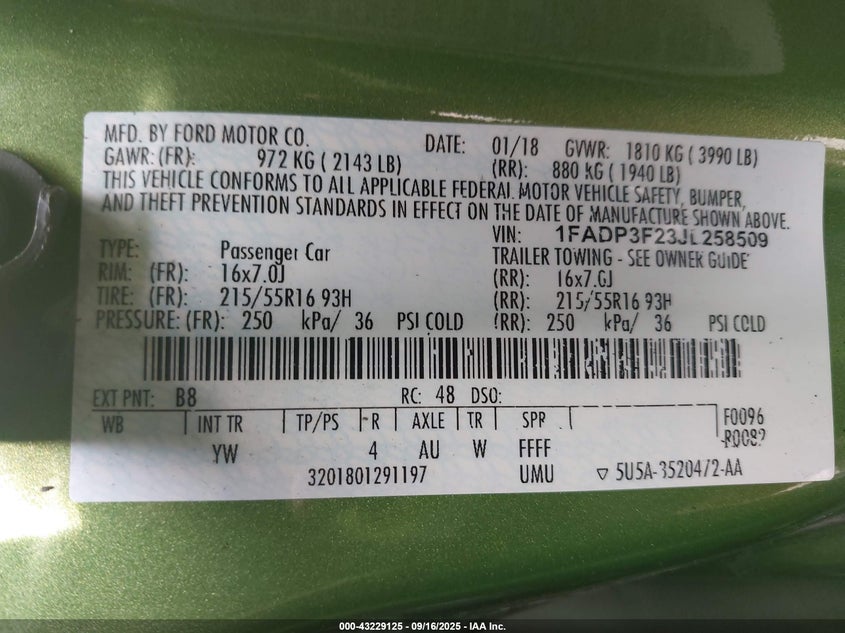 MFD. BY FORD MOTOR CO. DATE: 01/18 GVWR: 1810 KG ( 3990 LB)
GAWR: (FR): 972 KG ( 2143 LB) (RR): 880 KG ( 1940 LB)
THIS VEHICLE CONFORMS TO ALL APPLICABLE FEDERAL MOTOR VEHICLE SAFETY, BUMPER,
AND THEFT PREVENTION STANDARDS IN EFFECT ON THE DATE OF MANUFACTURE SHOWN ABOVE.
VIN: 1FADP3F23JL258509
TYPE: Passenger Car TRAILER TOWING - SEE OWNER GUIDE
RIM: (FR): 16x7.0J (RR): 16x7.0J
TIRE: (FR): 215/55R16 93H (RR): 215/55R16 93H
PRESSURE: (FR): 250 kPa/ 36 PSI COLD (RR): 250 kPa/ 36 PSI COLD
EXT PNT: B8 RC: 48 DSO:
WB INT TR TP/PS R AXLE TR SPR F0096
YW 4 AU W FFFF R0082
3201801291197 UMU ▽ 5U5A-3520472-AA
000-43229125 - 09/16/2025 - IAA Inc.